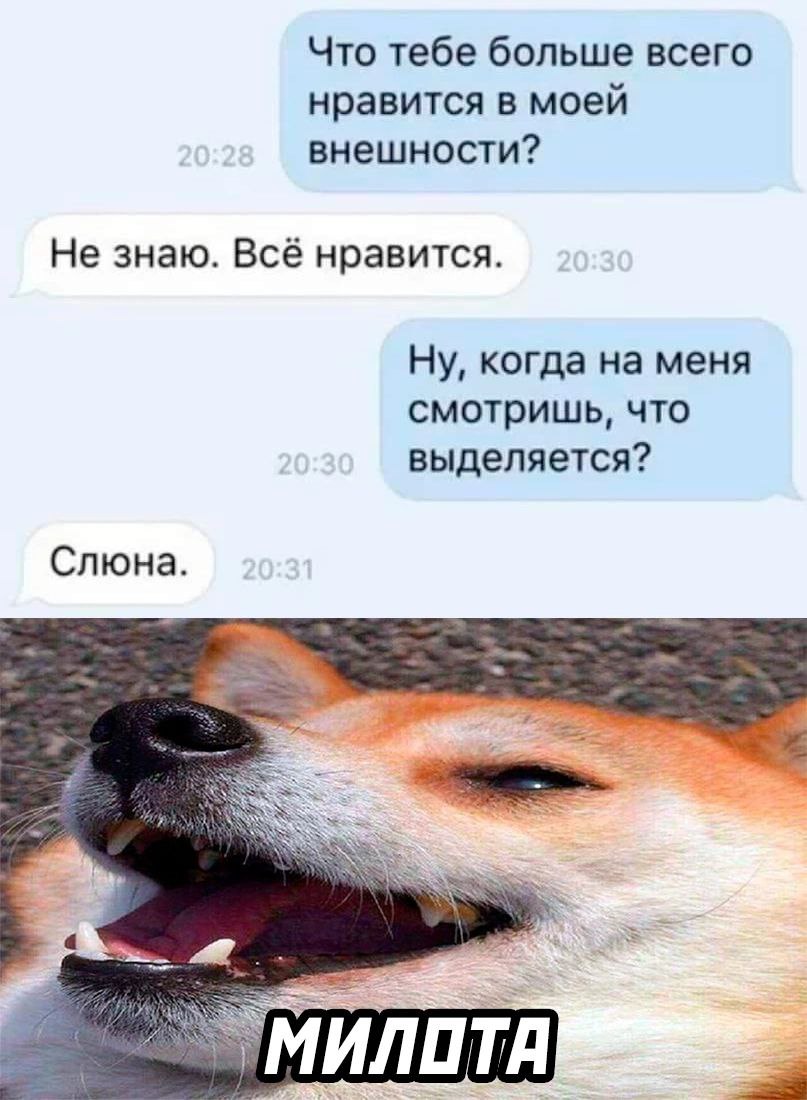 Что тебе больше всего
нравится в моей
внешности?
20:28
Не знаю. Всё нравится.
20:30
Ну, когда на меня
смотришь, что
выделяется?
20:30
Слюна.
20:31
МИЛОТА